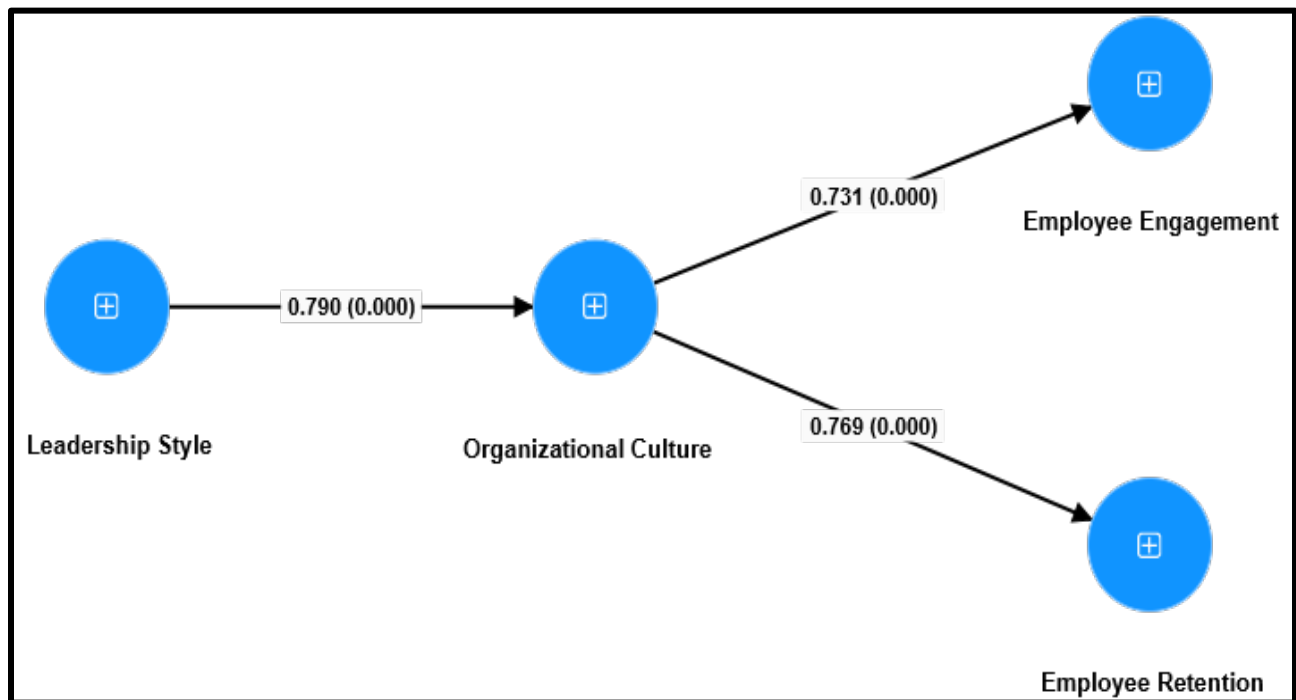 Employee Engagement
0.731 (0.000)
0.790 (0.000)
Leadership Style
Organizational Culture
0.769 (0.000)
Employee Retention